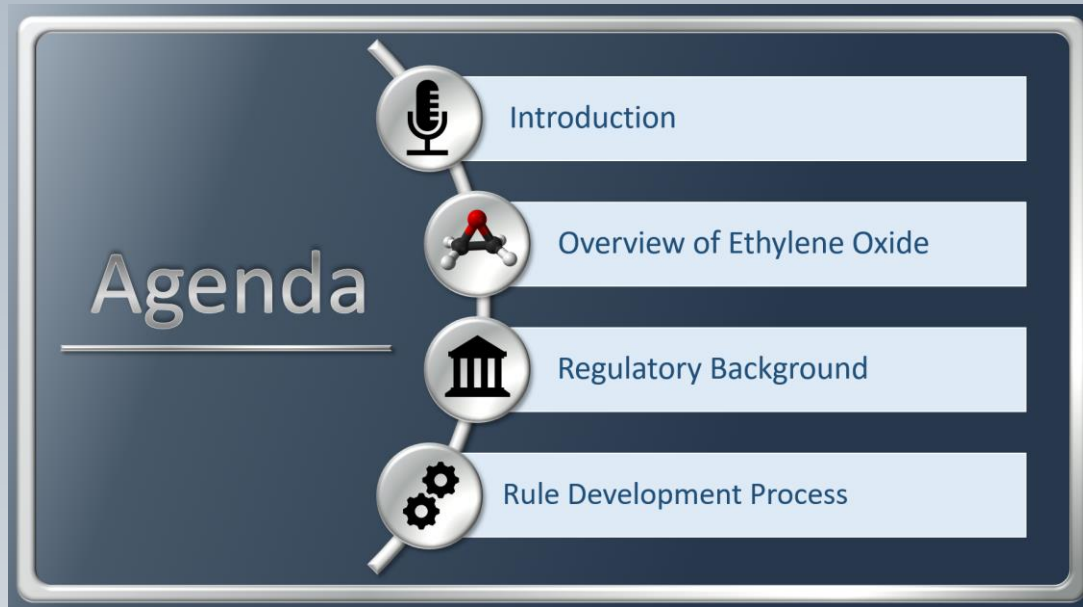 Agenda
Introduction
Overview of Ethylene Oxide
Regulatory Background
Rule Development Process